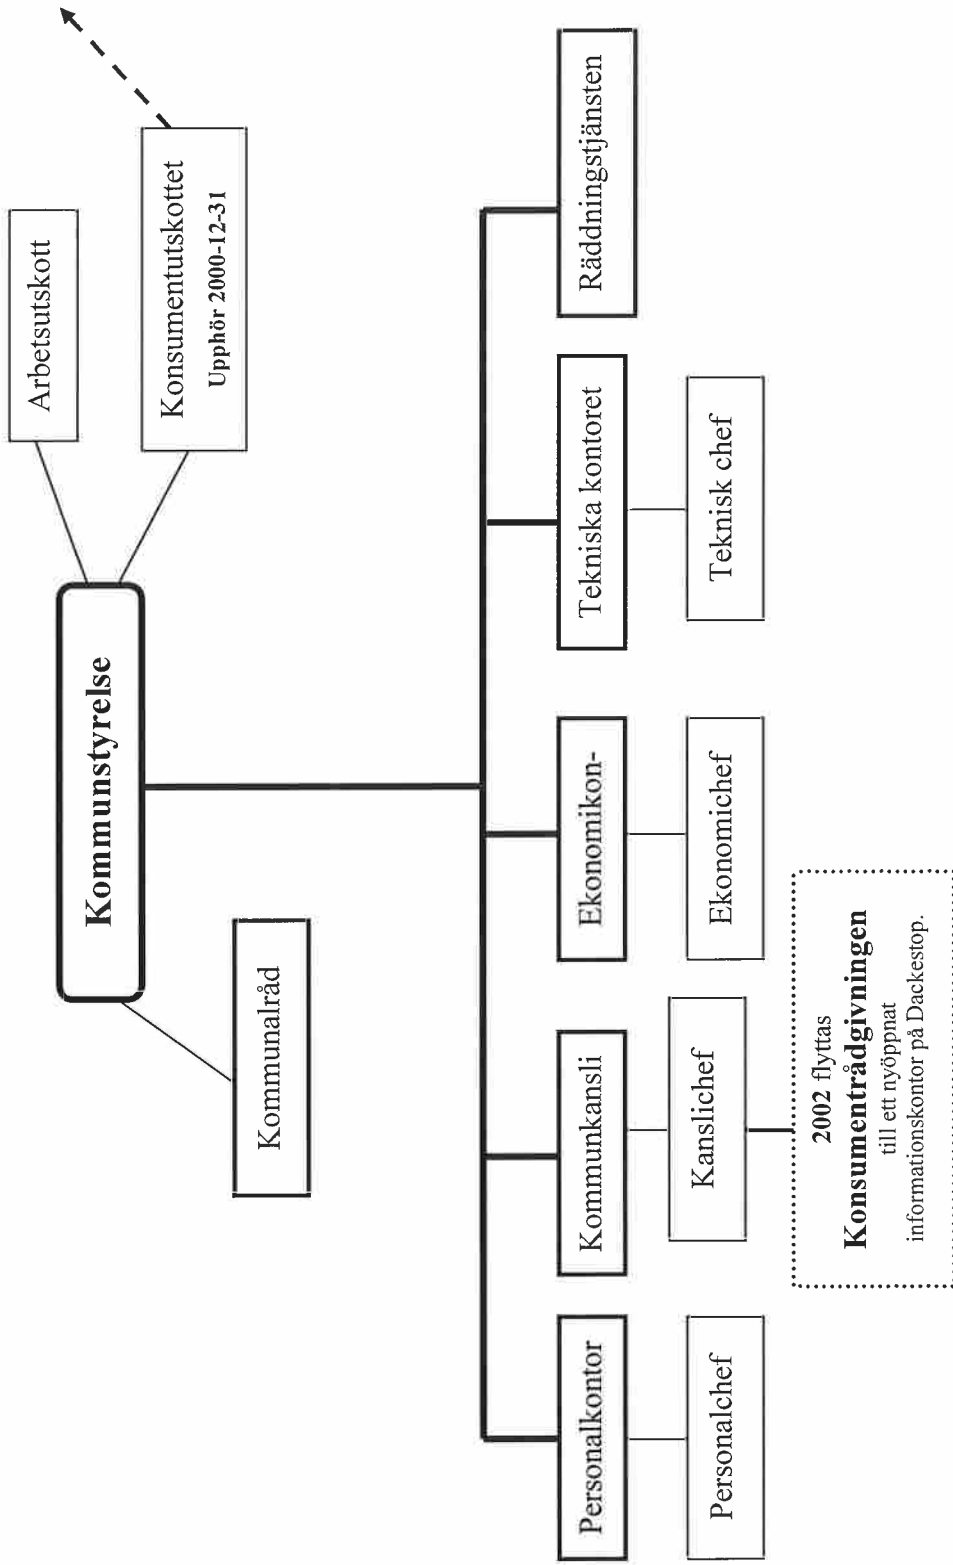 Arbetsutskott
Kommunstyrelse
Konsumentutskottet
Upphör 2000-12-31
Kommunalråd
Personalkontor
Kommunkansli
Ekonomikon-
Tekniska kontoret
Räddningstjänsten
Personalchef
Kanslichef
Ekonomichef
Teknisk chef
2002 flyttas
Konsumentrådgivningen
till ett nyöppnat
informationskontor på Dackestop.